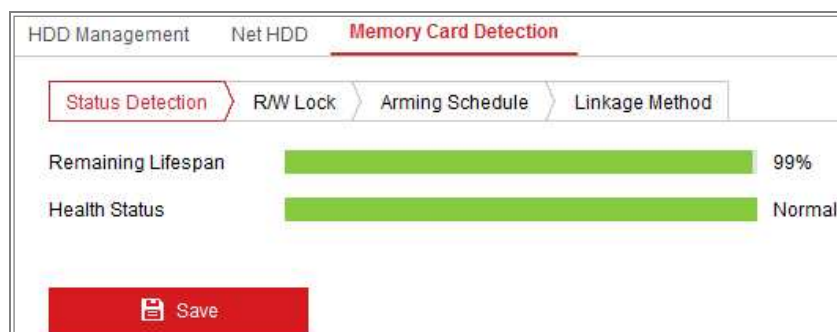 HDD Management Net HDD Memory Card Detection
Status Detection R/W Lock Arming Schedule Linkage Method
Remaining Lifespan 99%
Health Status Normal
Save